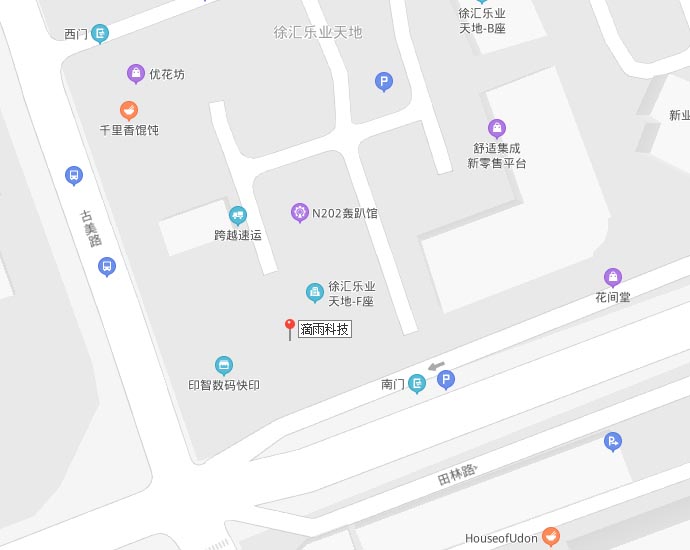 徐汇乐业
天地-B座
西门
徐汇乐业天地
优花坊
P
千里香馄饨
新业
舒适集成
新零售平台
古美路
N202轰趴馆
跨越速运
徐汇乐业
天地-F座
花间堂
滴雨科技
印智数码快印
南门
P
P
田林路
HouseofUdon